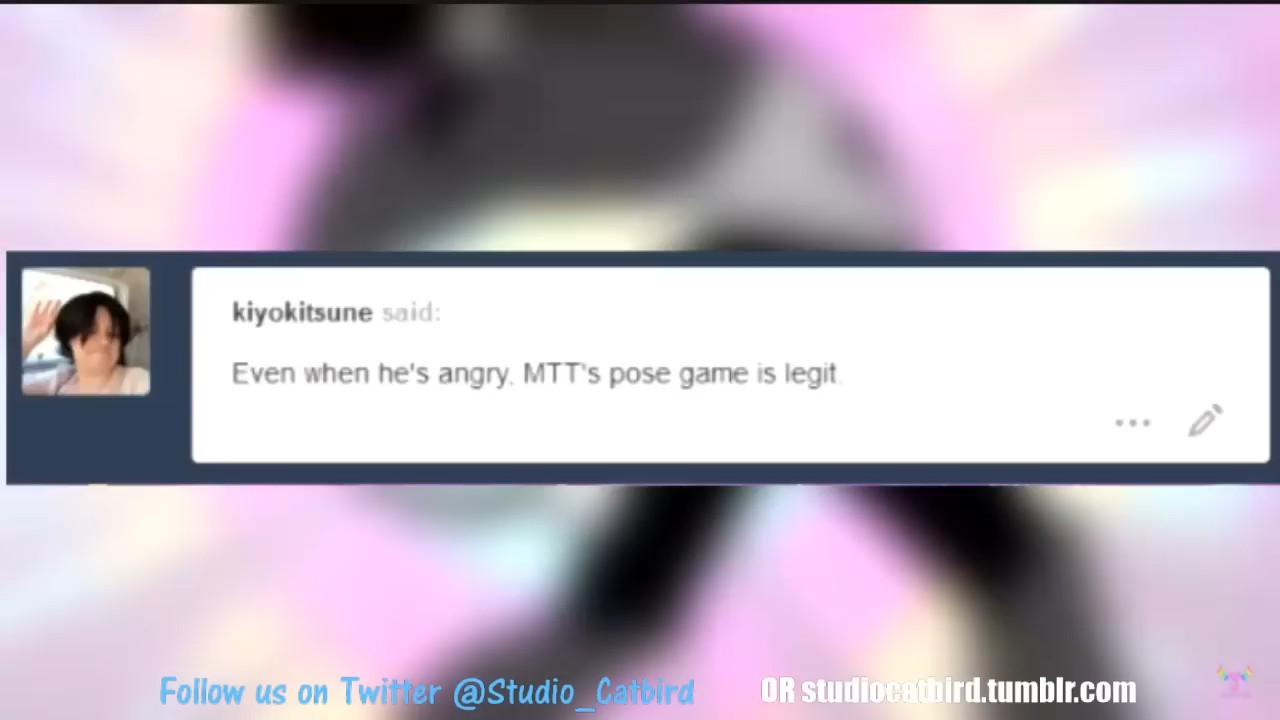 kiyokitsune said:
Even when he's angry, MTT's pose game is legit.
Follow us on Twitter @Studio_Catbird OR studiocatbird.tumblr.com